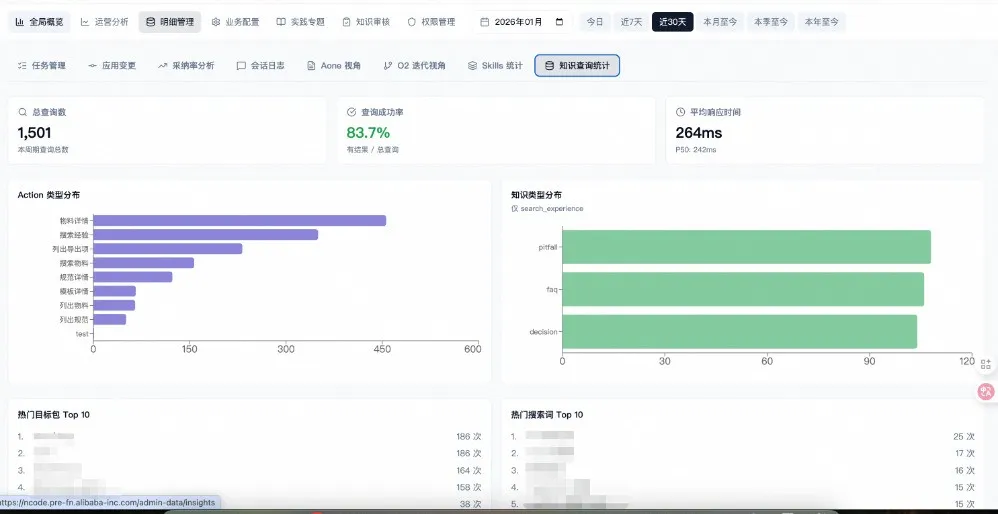 全局概览 运营分析 明细管理 业务配置 实践专题 知识审核 权限管理 2026年01月 今日 近7天 近30天 本月至今 本季至今 本年至今
任务管理 应用变更 采纳率分析 会话日志 Aone 视角 O2 迭代视角 Skills 统计 知识查询统计
总查询数 查询成功率 平均响应时间
1,501 83.7% 264ms
本周期查询总数 有结果 / 总查询 P50: 242ms
Action 类型分布
物料详情
搜索经验
列出导出项
搜索物料
规范详情
模板详情
列出物料
列出规范
test
0 150 300 450 600
知识类型分布
仅 search_experience
pitfall
faq
decision
0 30 60 90 120
热门目标包 Top 10
1. 186 次
2. 186 次
3. 164 次
4. 158 次
38 次
热门搜索词 Top 10
1. 25 次
2. 17 次
3. 16 次
4. 15 次
5. 15 次
https://ncode.pre-fn.alibaba-inc.com/admin-data/insights